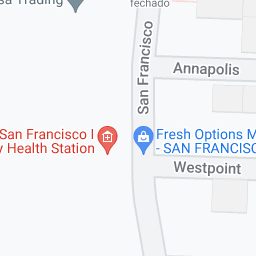 sa Trading
fechado
San Francisco
Annapolis
San Francisco I
y Health Station
Fresh Options M
- SAN FRANCISC
Westpoint